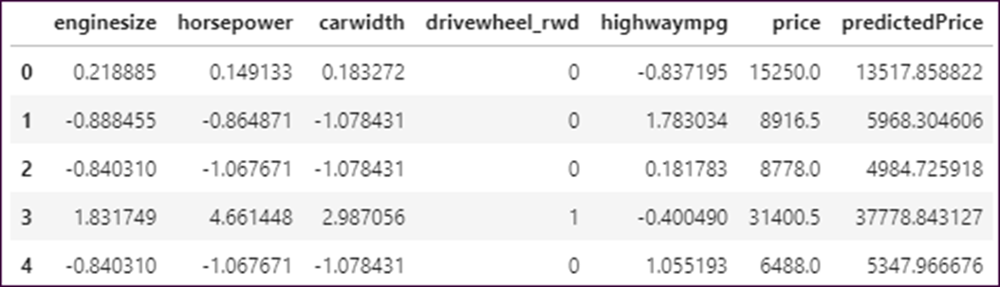 enginesize horsepower carwidth drivewheel_rwd highwaympg price predictedPrice
0 0.218885 0.149133 0.183272 0 -0.837195 15250.0 13517.858822
1 -0.888455 -0.864871 -1.078431 0 1.783034 8916.5 5968.304606
2 -0.840310 -1.067671 -1.078431 0 0.181783 8778.0 4984.725918
3 1.831749 4.661448 2.987056 1 -0.400490 31400.5 37778.843127
4 -0.840310 -1.067671 -1.078431 0 1.055193 6488.0 5347.966676